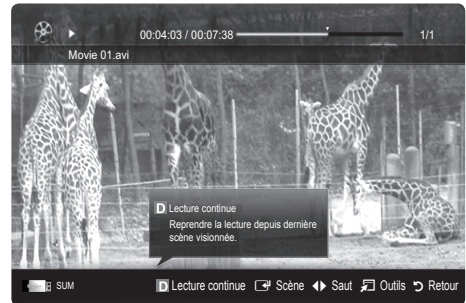 00:04:03 / 00:07:38 1/1
Movie 01.avi
D Lecture continue
Reprendre la lecture depuis dernière
scène visionnée.
SUM D Lecture continue Scène Saut Outils Retour